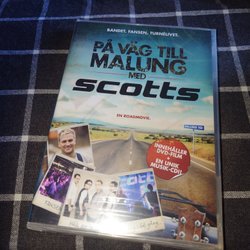 BANDET. FANSEN. TURNÉLIVET.
PÅ VÄG TILL
MALUNG
MED
scotts
EN ROADMOVIE.
INNEHÅLLER
DVD-FILM
+
EN UNIK
MUSIK-CD!